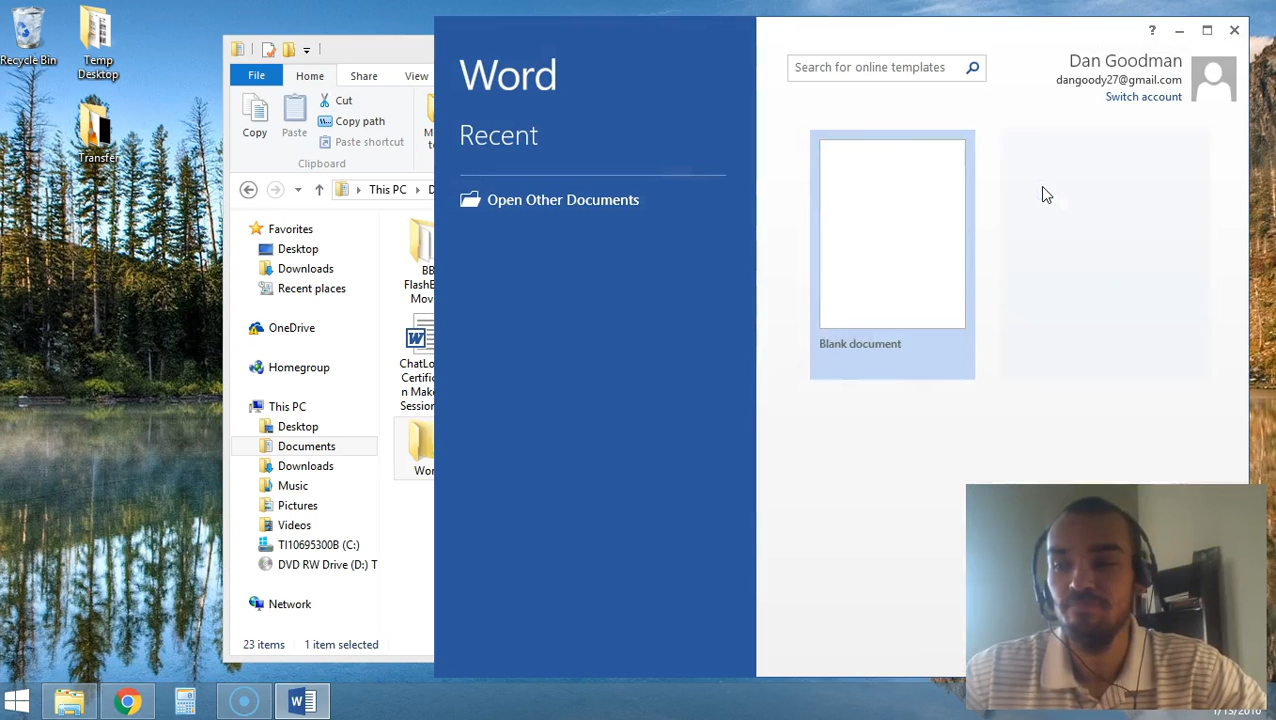 Recycle Bin
Temp
Desktop
Transfer
File
Home
Share
View
Copy
Paste
Cut
Copy path
Paste shortcut
Clipboard
This PC
Favorites
Desktop
Downloads
Recent places
OneDrive
Homegroup
This PC
Desktop
Documents
Downloads
Music
Pictures
Videos
TI10695300B (C:)
DVD RW Drive (D:) T
Network
23 items
1 item selected
BB
FlashB
Mov
W
ChatLo
Certific
n Mak
Sessio
Wor
Word
Recent
Open Other Documents
?
Search for online templates
Dan Goodman
dangoody27@gmail.com
Switch account
Blank document
W